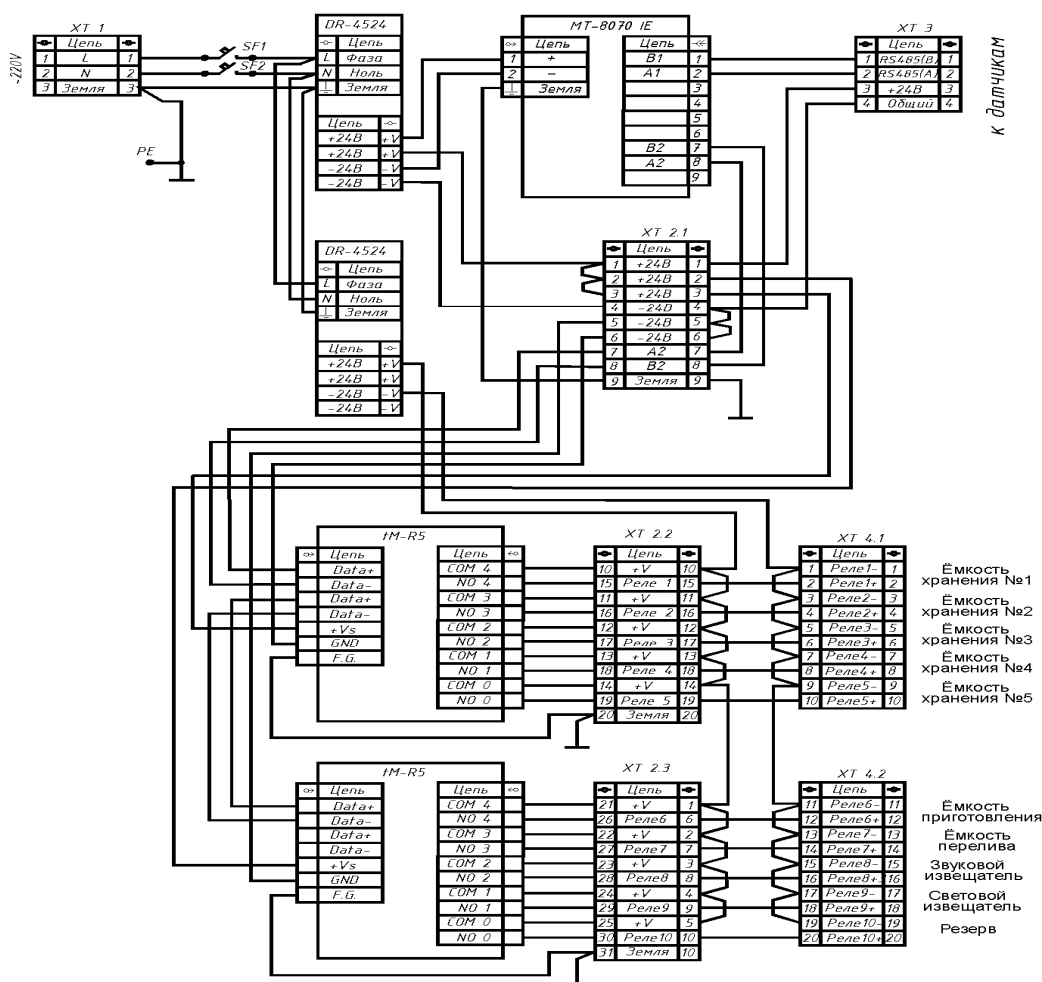 XT 1
Цепь
1 L 1
2 N 2
3 Земля 3
~220V
SF1
SF2
PE
DR-4524
Цепь
L Фаза
N Ноль
Земля
Цепь
+24В +V
+24В +V
-24В -V
-24В -V
MT-8070 IE
Цепь
1 +
2 -
Земля
Цепь
B1 1
A1 2
3
4
5
6
B2 7
A2 8
9
XT 3
Цепь
1 RS485(B) 1
2 RS485(A) 2
3 +24В 3
4 Общий 4
к датчикам
DR-4524
Цепь
L Фаза
N Ноль
Земля
Цепь
+24В +V
+24В +V
-24В -V
-24В -V
XT 2.1
Цепь
1 +24В 1
2 +24В 2
3 +24В 3
4 -24В 4
5 -24В 5
6 -24В 6
7 A2 7
8 B2 8
9 Земля 9
tM-R5
Цепь
Data+
Data-
Data+
Data-
+Vs
GND
F.G.
Цепь
COM 4
NO 4
COM 3
NO 3
COM 2
NO 2
COM 1
NO 1
COM 0
NO 0
XT 2.2
Цепь
10 +V 10
15 Реле 1 15
11 +V 11
16 Реле 2 16
12 +V 12
17 Реле 3 17
13 +V 13
18 Реле 4 18
14 +V 14
19 Реле 5 19
20 Земля 20
XT 4.1
Цепь
1 Реле1- 1
2 Реле1+ 2
3 Реле2- 3
4 Реле2+ 4
5 Реле3- 5
6 Реле3+ 6
7 Реле4- 7
8 Реле4+ 8
9 Реле5- 9
10 Реле5+ 10
Ёмкость
хранения №1
Ёмкость
хранения №2
Ёмкость
хранения №3
Ёмкость
хранения №4
Ёмкость
хранения №5
tM-R5
Цепь
Data+
Data-
Data+
Data-
+Vs
GND
F.G.
Цепь
COM 4
NO 4
COM 3
NO 3
COM 2
NO 2
COM 1
NO 1
COM 0
NO 0
XT 2.3
Цепь
21 +V 1
26 Реле6 6
22 +V 2
27 Реле7 7
23 +V 3
28 Реле8 8
24 +V 4
29 Реле9 9
25 +V 5
30 Реле10 10
31 Земля 10
XT 4.2
Цепь
11 Реле6- 11
12 Реле6+ 12
13 Реле7- 13
14 Реле7+ 14
15 Реле8- 15
16 Реле8+ 16
17 Реле9- 17
18 Реле9+ 18
19 Реле10- 19
20 Реле10+ 20
Ёмкость
приготовления
Ёмкость
перелива
Звуковой
извещатель
Световой
извещатель
Резерв